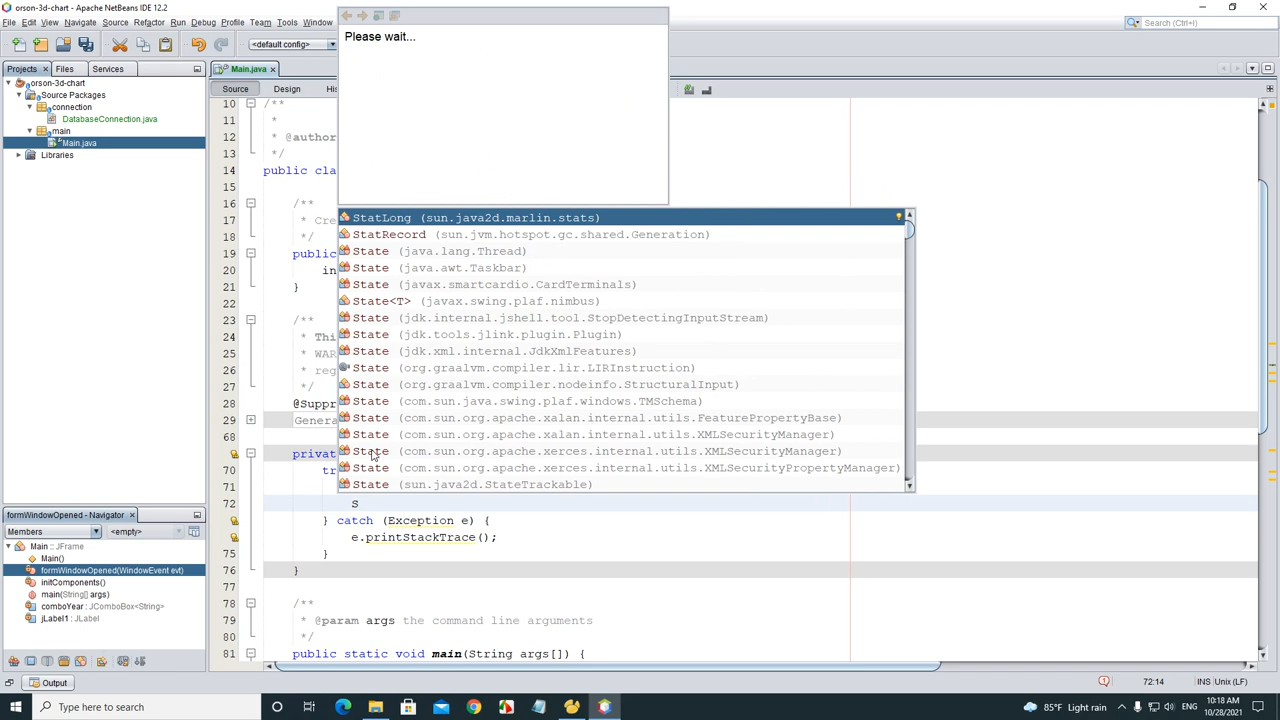 orson-3d-chart - Apache NetBeans IDE 12.2
File Edit View Navigate Source Refactor Run Debug Profile Team Tools Window
Search (Ctrl+I)
<default config>
Please wait...
Projects Files Services
Main.java
Source Design
orson-3d-chart
Source Packages
connection
DatabaseConnection.java
main
Main.java
Libraries
10 /**
11 *
12 * @author
13 */
14 public cla
15
16 /**
17 * Cre
18 */
19 public
20 in
21 }
22
23 /**
24 * Thi
25 * WAR
26 * reg
27 */
28 @Suppr
29 Genera
68
privat
70 tr
71
72 S
} catch (Exception e) {
e.printStackTrace();
75 }
76 }
77
78 /**
79 * @param args the command line arguments
80 */
81 public static void main(String args[]) {
StatLong (sun.java2d.marlin.stats)
StatRecord (sun.jvm.hotspot.gc.shared.Generation)
State (java.lang.Thread)
State (java.awt.Taskbar)
State (javax.smartcardio.CardTerminals)
State<T> (javax.swing.plaf.nimbus)
State (jdk.internal.jshell.tool.StopDetectingInputStream)
State (jdk.tools.jlink.plugin.Plugin)
State (jdk.xml.internal.JdkXmlFeatures)
State (org.graalvm.compiler.lir.LIRInstruction)
State (org.graalvm.compiler.nodeinfo.StructuralInput)
State (com.sun.java.swing.plaf.windows.TMSchema)
State (com.sun.org.apache.xalan.internal.utils.FeaturePropertyBase)
State (com.sun.org.apache.xalan.internal.utils.XMLSecurityManager)
State (com.sun.org.apache.xerces.internal.utils.XMLSecurityManager)
State (com.sun.org.apache.xerces.internal.utils.XMLSecurityPropertyManager)
State (sun.java2d.StateTrackable)
formWindowOpened - Navigator
Members <empty>
Main :: JFrame
Main()
formWindowOpened(WindowEvent evt)
initComponents()
main(String[] args)
comboYear : JComboBox<String>
jLabel1 : JLabel
Output
72:14 INS Unix (LF)
Type here to search
85°F Light rain
ENG
10:18 AM
10/28/2021